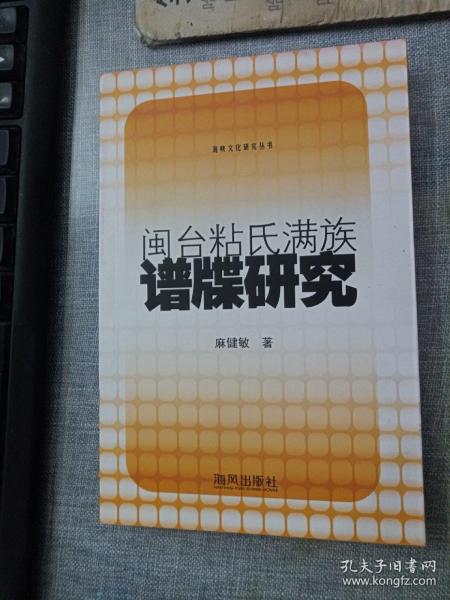 海峡文化研究丛书
闽台粘氏满族
谱牒研究
麻健敏 著
海风出版社
孔夫子旧书网
www.kongfz.com